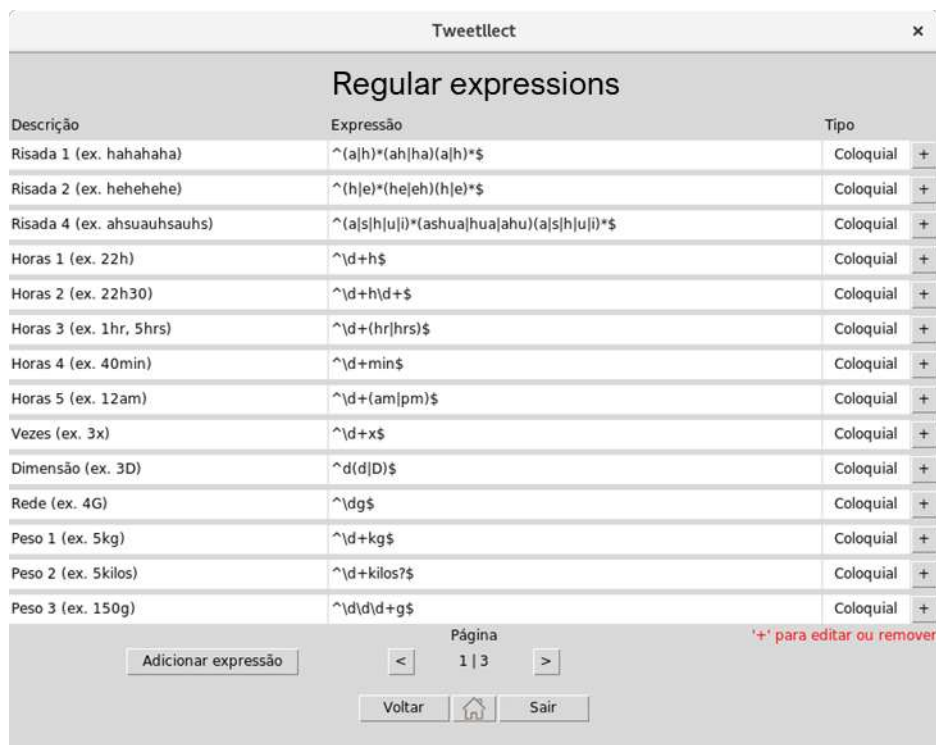 Tweetllect ×
Regular expressions
Descrição Expressão Tipo
Risada 1 (ex. hahahaha) ^(a|h)*(ah|ha)(a|h)*$ Coloquial +
Risada 2 (ex. hehehehe) ^(h|e)*(he|eh)(h|e)*$ Coloquial +
Risada 4 (ex. ahsuauhsauhs) ^(a|s|h|u|i)*(ashua|hua|ahu)(a|s|h|u|i)*$ Coloquial +
Horas 1 (ex. 22h) ^\d+h$ Coloquial +
Horas 2 (ex. 22h30) ^\d+h\d+$ Coloquial +
Horas 3 (ex. 1hr, 5hrs) ^\d+(hr|hrs)$ Coloquial +
Horas 4 (ex. 40min) ^\d+min$ Coloquial +
Horas 5 (ex. 12am) ^\d+(am|pm)$ Coloquial +
Vezes (ex. 3x) ^\d+x$ Coloquial +
Dimensão (ex. 3D) ^d(d|D)$ Coloquial +
Rede (ex. 4G) ^\dg$ Coloquial +
Peso 1 (ex. 5kg) ^\d+kg$ Coloquial +
Peso 2 (ex. 5kilos) ^\d+kilos?$ Coloquial +
Peso 3 (ex. 150g) ^\d\d\d+g$ Coloquial +
Página '+' para editar ou remover
Adicionar expressão < 1 | 3 >
Voltar Sair